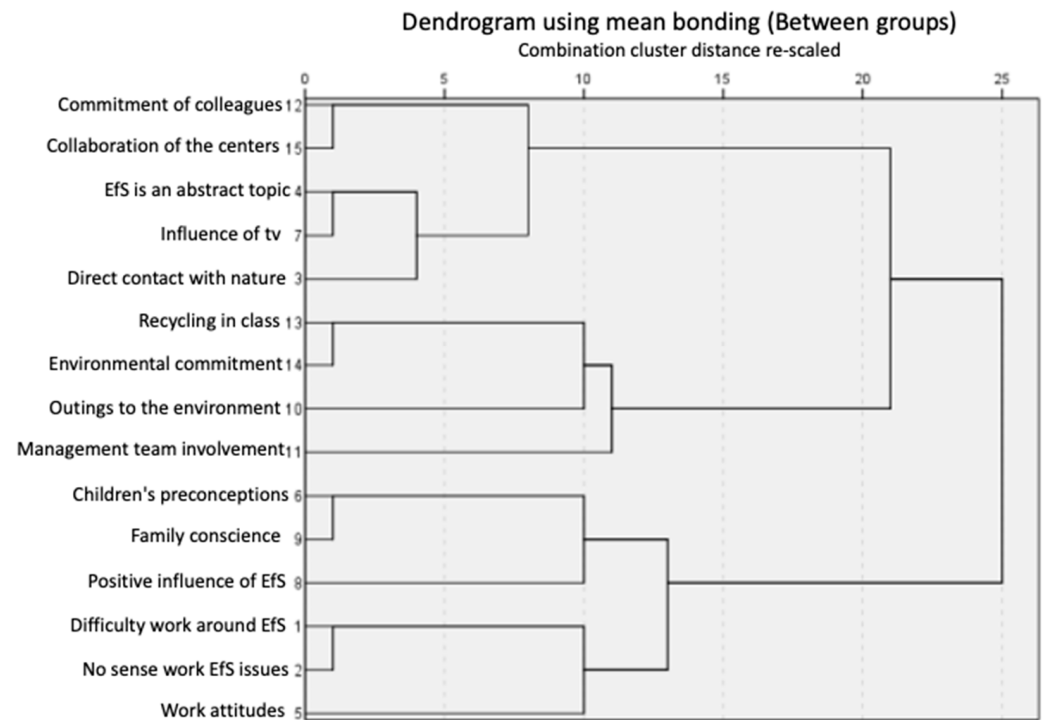 Dendrogram using mean bonding (Between groups)
Combination cluster distance re-scaled
0 5 10 15 20 25
Commitment of colleagues 12
Collaboration of the centers 15
EfS is an abstract topic 4
Influence of tv 7
Direct contact with nature 3
Recycling in class 13
Environmental commitment 14
Outings to the environment 10
Management team involvement 11
Children's preconceptions 6
Family conscience 9
Positive influence of EfS 8
Difficulty work around EfS 1
No sense work EfS issues 2
Work attitudes 5